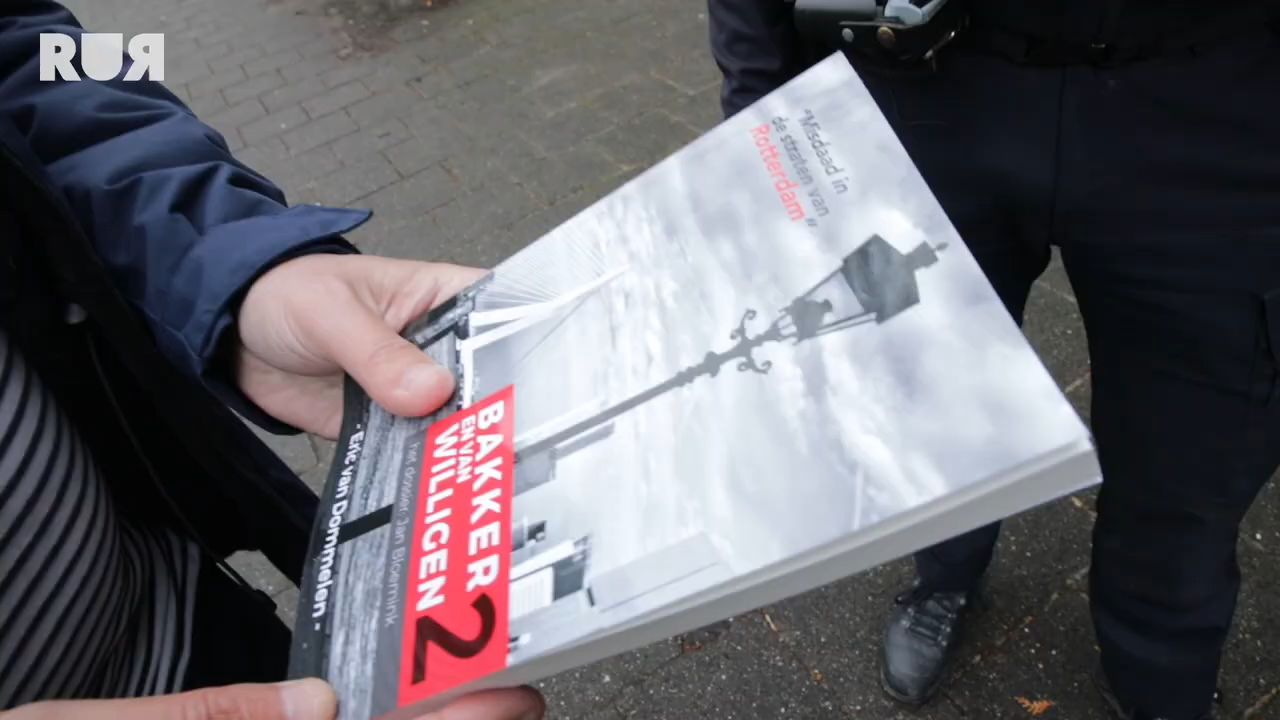 RUR
"Misdaad in
de straten van
Rotterdam"
BAKKER
EN VAN
WILLIGEN
2
het dossier Jan Bloemink
- Eric van Dommelen -